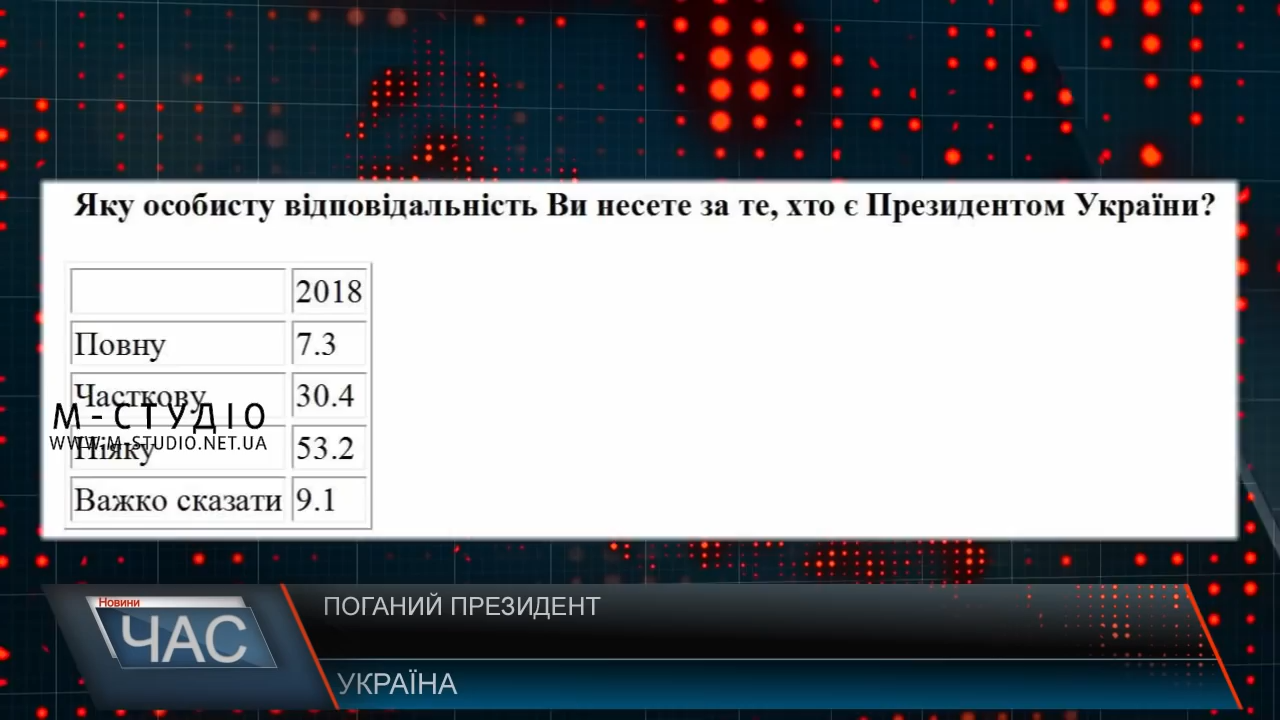 Яку особисту відповідальність Ви несете за те, хто є Президентом України?
2018
Повну 7.3
Часткову 30.4
М-СТУДІО
WWW.M-STUDIO.NET.UA
Ніяку 53.2
Важко сказати 9.1
Новини
ЧАС
ПОГАНИЙ ПРЕЗИДЕНТ
УКРАЇНА